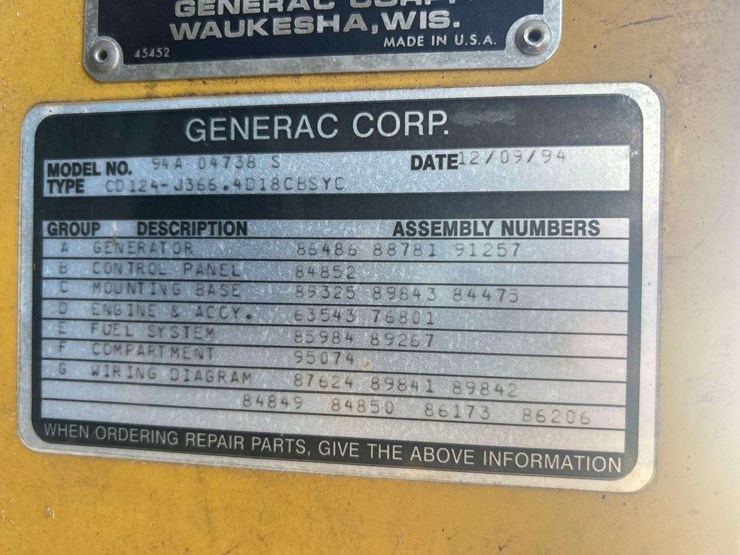 GENERAC CORP.
WAUKESHA, WIS.
45452 MADE IN U.S.A.
GENERAC CORP.
MODEL NO. 94A 04738 S DATE 12/09/94
TYPE CD124-J366.4D18CBSYC
GROUP DESCRIPTION ASSEMBLY NUMBERS
A GENERATOR 86486 88781 91257
B CONTROL PANEL 84852
C MOUNTING BASE 89325 89843 84475
D ENGINE & ACCY. 63543 76801
E FUEL SYSTEM 85984 89267
F COMPARTMENT 95074
G WIRING DIAGRAM 87624 89841 89842
84849 84850 86173 86206
WHEN ORDERING REPAIR PARTS, GIVE THE ABOVE INFORMATION